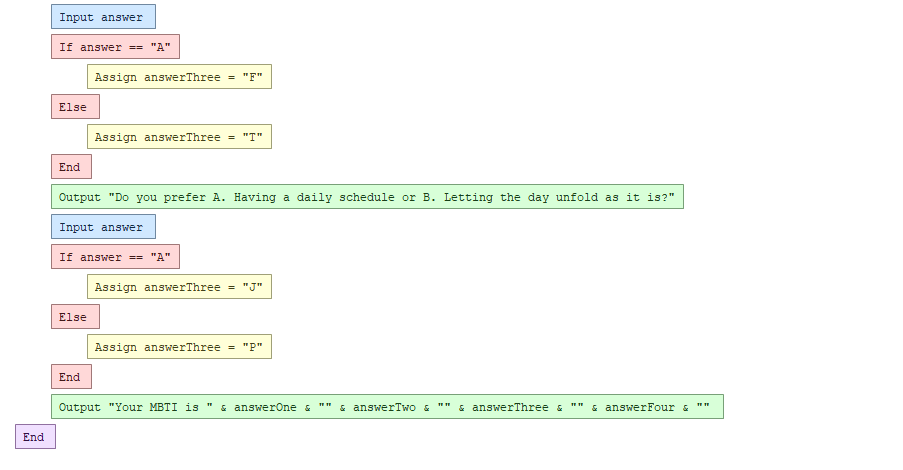 Input answer
If answer == "A"
Assign answerThree = "F"
Else
Assign answerThree = "T"
End
Output "Do you prefer A. Having a daily schedule or B. Letting the day unfold as it is?"
Input answer
If answer == "A"
Assign answerThree = "J"
Else
Assign answerThree = "P"
End
Output "Your MBTI is " & answerOne & "" & answerTwo & "" & answerThree & "" & answerFour & ""
End